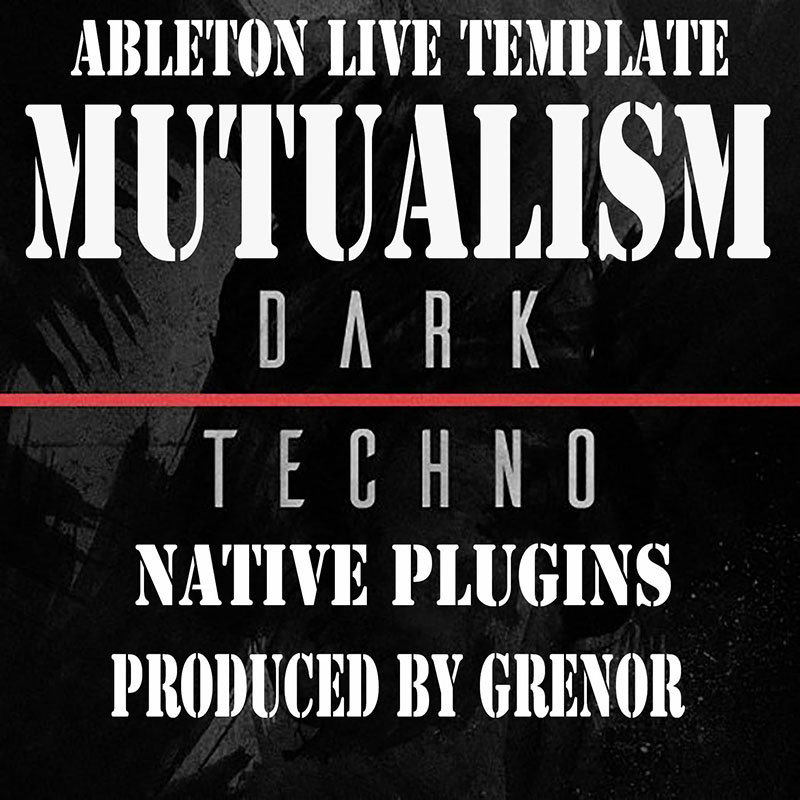 ABLETON LIVE TEMPLATE
MUTUALISM
DARK
TECHNO
NATIVE PLUGINS
PRODUCED BY GRENOR